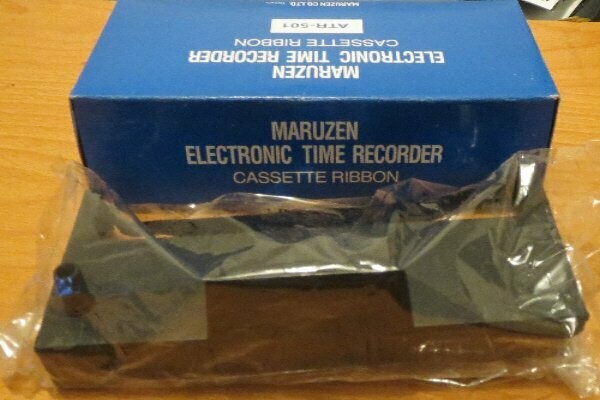 MARUZEN CO.LTD.
ATR-501
CASSETTE RIBBON
ELECTRONIC TIME RECORDER
MARUZEN
MARUZEN
ELECTRONIC TIME RECORDER
CASSETTE RIBBON